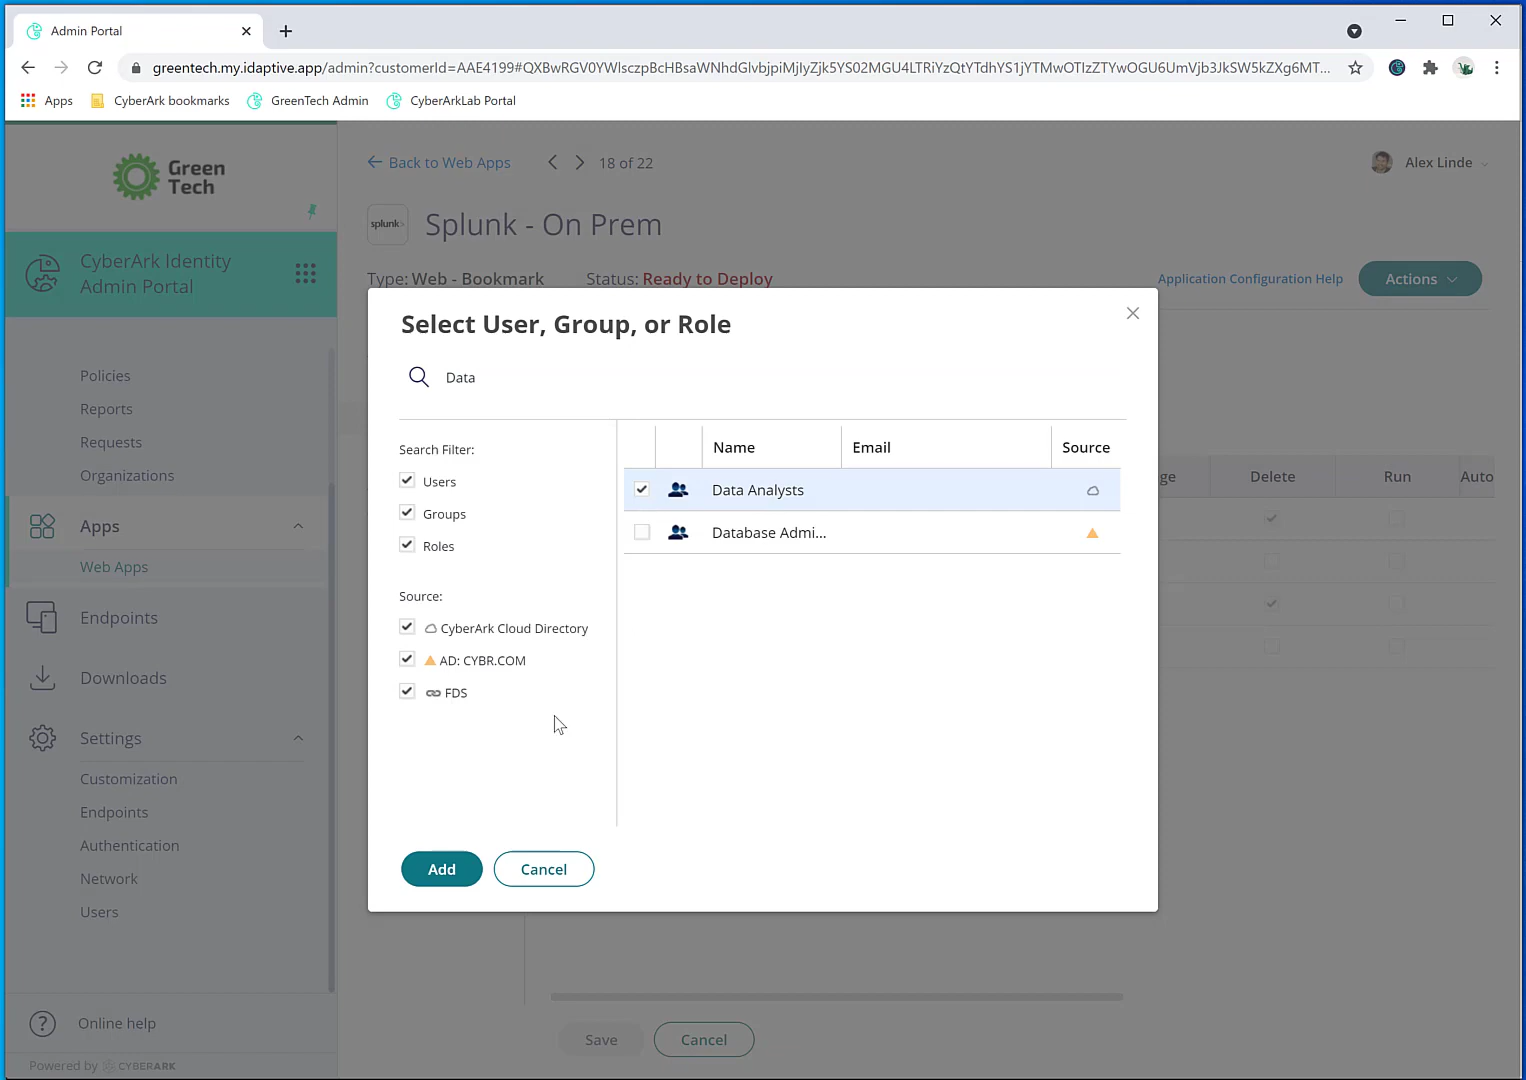 Admin Portal
greentech.my.idaptive.app/admin?customerId=AAE4199#QXBwRGV0YWlsczpBcHBsaWNhdGlvbjpiMjIyZjk5YS02MGU4LTRiYzQtYTdhYS1jYTMwOTIzZTYwOGU6UmVjb3JkSW5kZXg6MT...
Apps
CyberArk bookmarks
GreenTech Admin
CyberArkLab Portal
Green
Tech
Back to Web Apps
18 of 22
Alex Linde
splunk>
Splunk - On Prem
CyberArk Identity
Admin Portal
Type: Web - Bookmark
Status: Ready to Deploy
Application Configuration Help
Actions
Policies
Reports
Requests
Organizations
Apps
Web Apps
Endpoints
Downloads
Settings
Customization
Endpoints
Authentication
Network
Users
Online help
Powered by CYBERARK
Select User, Group, or Role
Data
Search Filter:
Users
Groups
Roles
Source:
CyberArk Cloud Directory
AD: CYBR.COM
FDS
Name
Email
Source
Data Analysts
Database Admi...
Add
Cancel
ge
Delete
Run
Auto
Save
Cancel